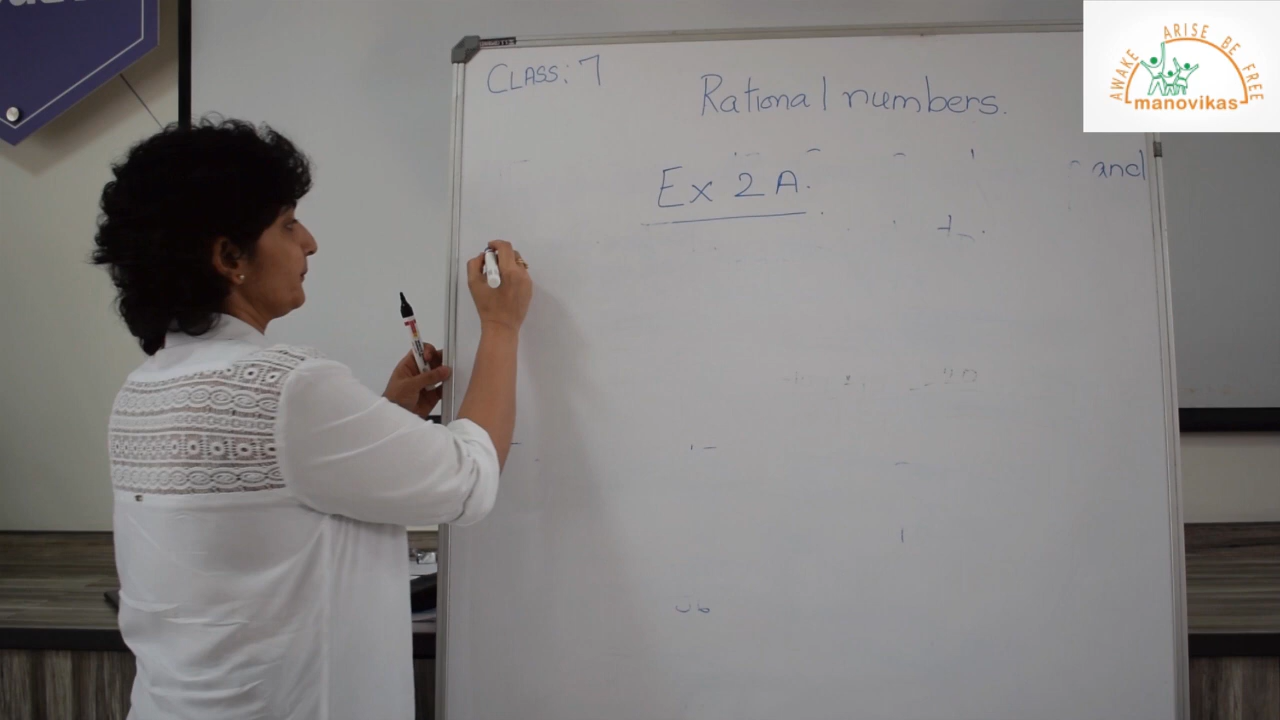 CLASS: 7
Rational numbers.
and
Ex 2A.
AWAKE ARISE BE FREE
manovikas